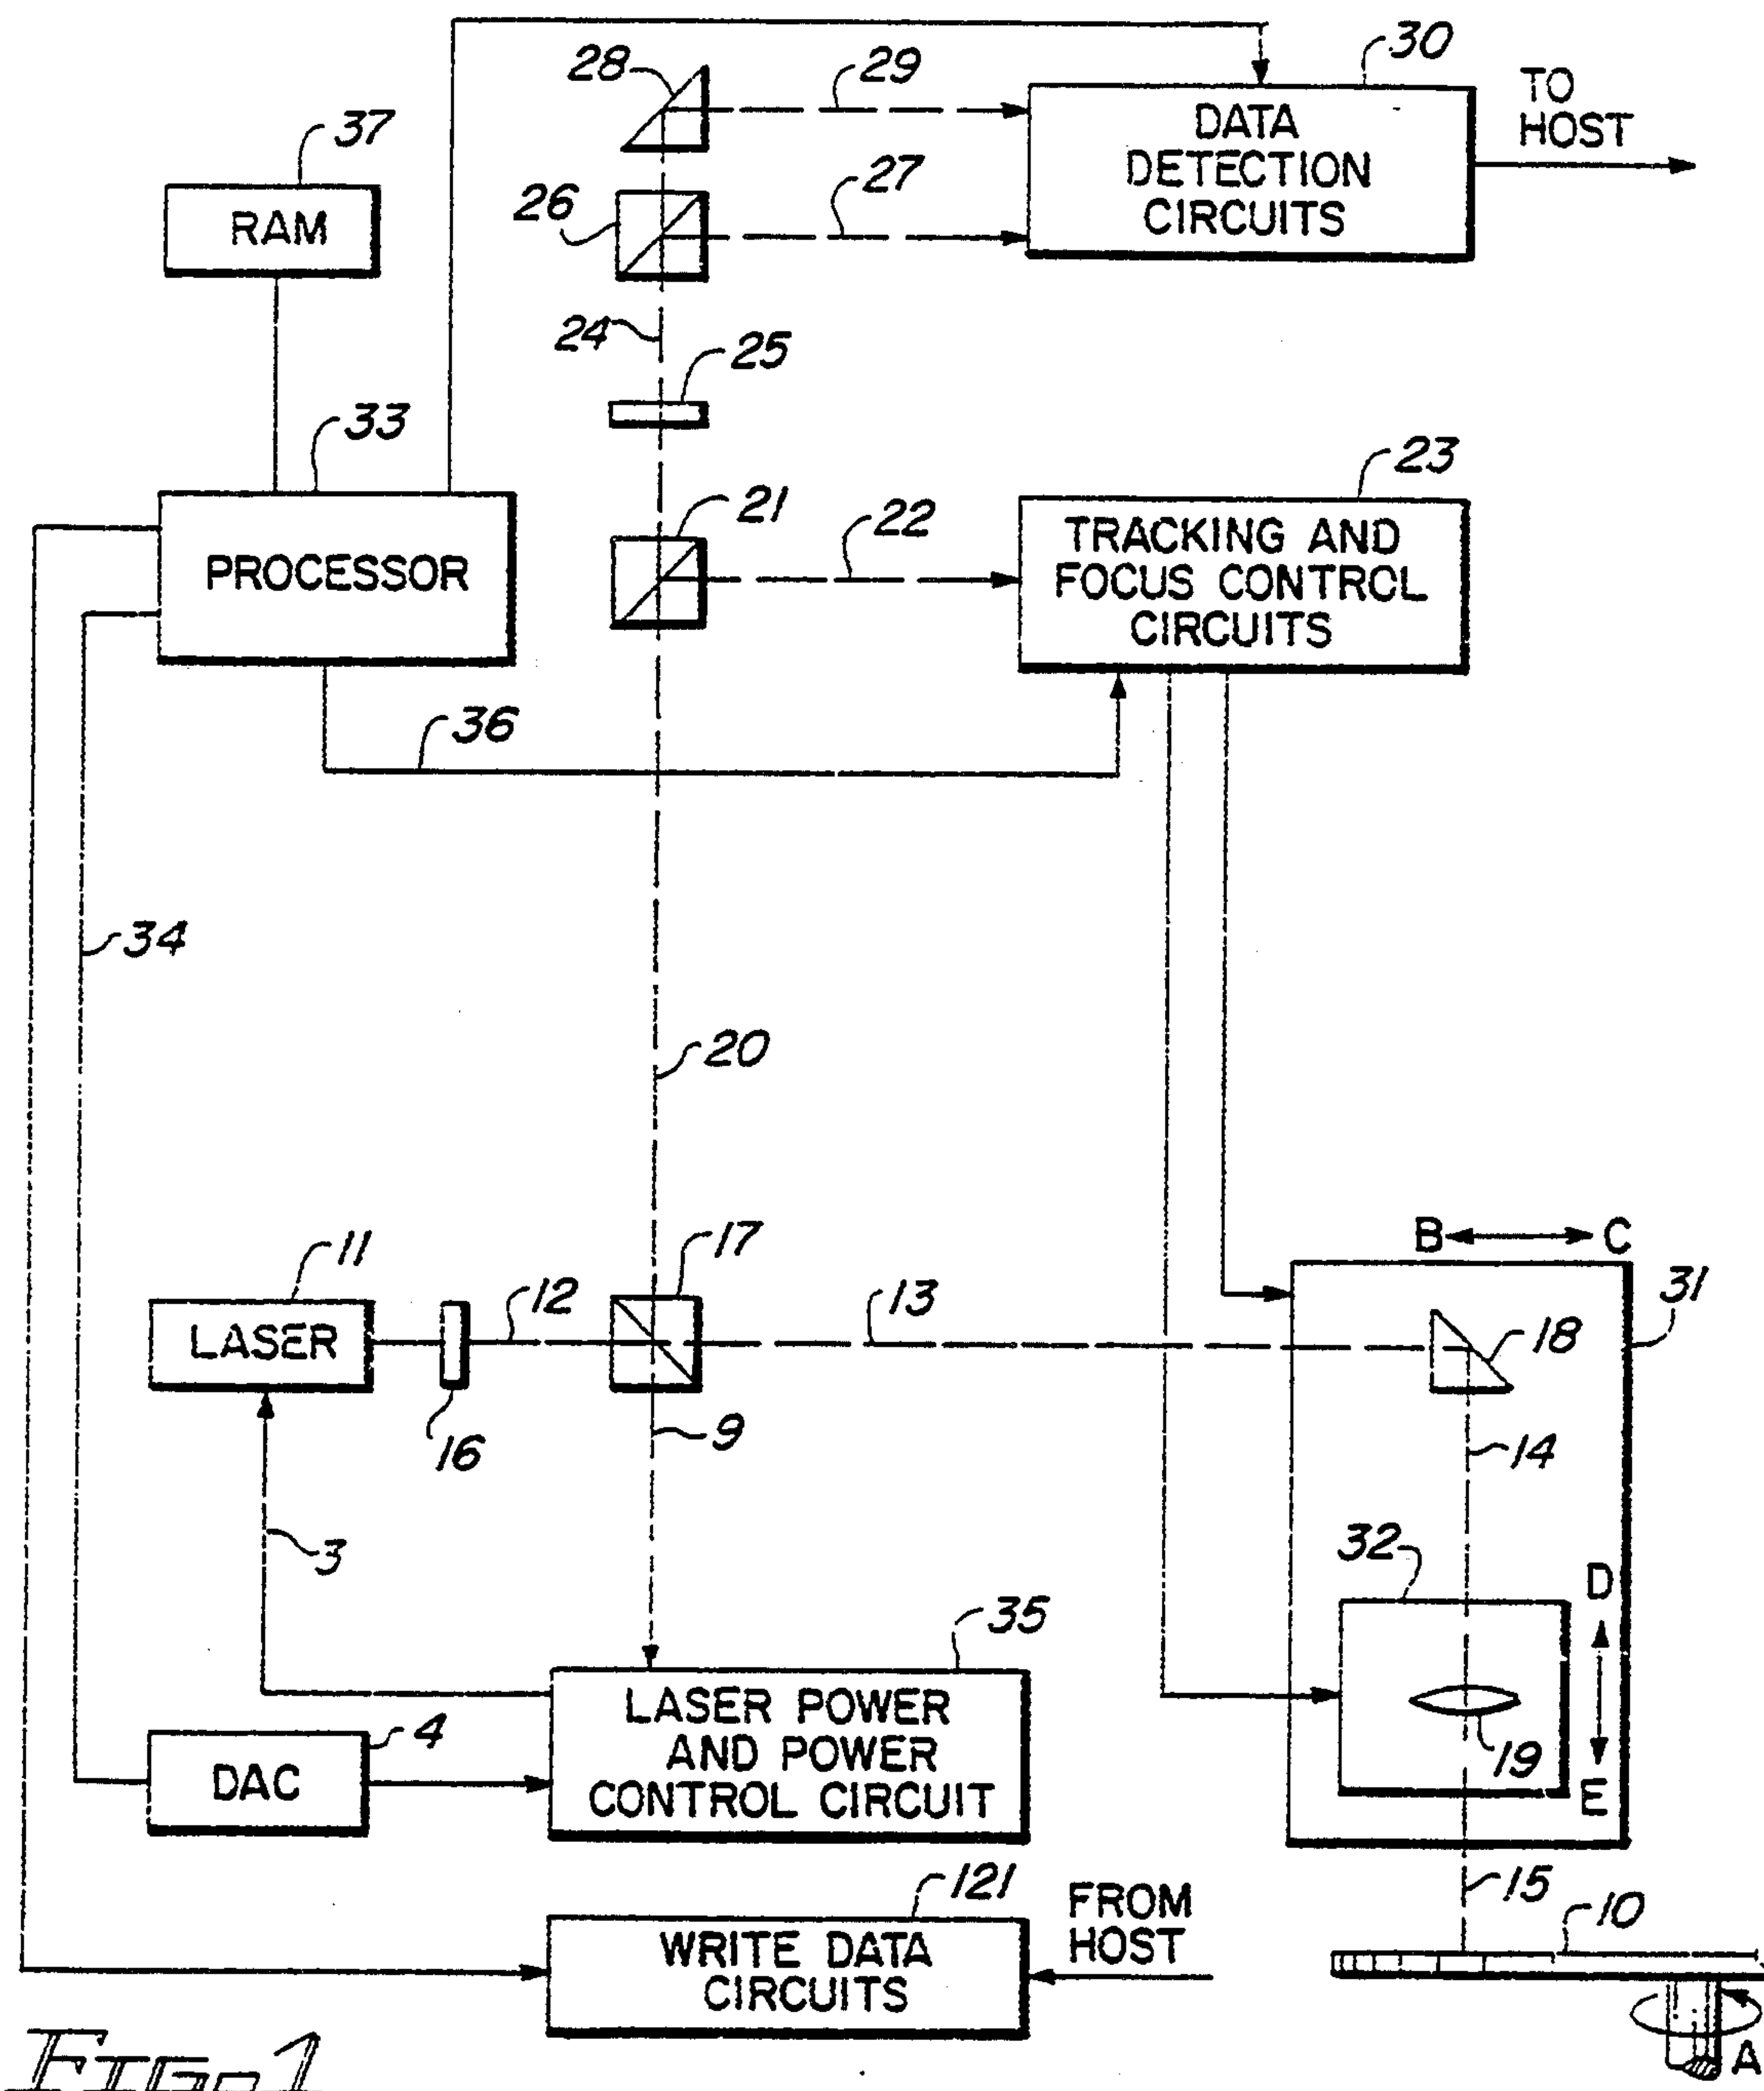 30
28
29
TO
HOST
DATA
DETECTION
CIRCUITS
37
27
26
RAM
24
25
33
23
21
22
TRACKING AND
FOCUS CONTROL
CIRCUITS
PROCESSOR
36
34
20
B
C
17
11
12
13
31
LASER
18
9
16
14
3
32
D
35
LASER POWER
AND POWER
CONTROL CIRCUIT
4
DAC
19
E
121
FROM
HOST
15
10
WRITE DATA
CIRCUITS
A
FIG. 1